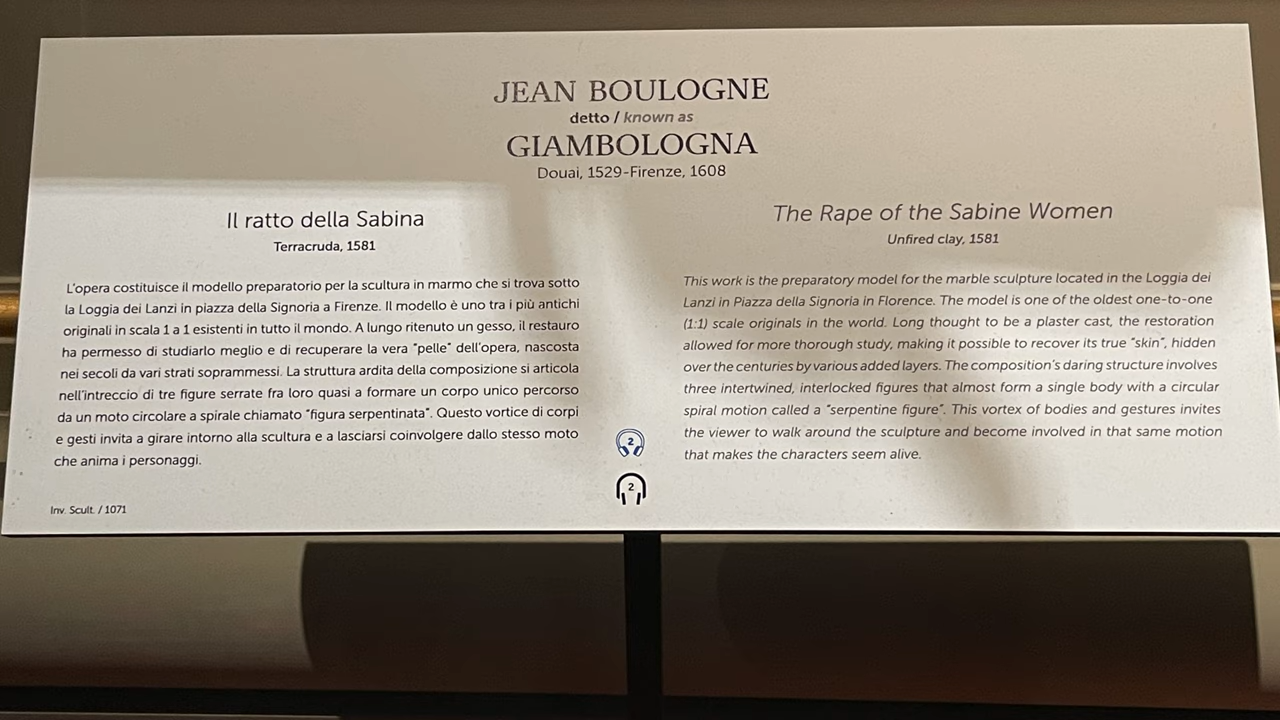 JEAN BOULOGNE
detto / known as
GIAMBOLOGNA
Douai, 1529-Firenze, 1608
Il ratto della Sabina
Terracruda, 1581
L'opera costituisce il modello preparatorio per la scultura in marmo che si trova sotto
la Loggia dei Lanzi in piazza della Signoria a Firenze. Il modello è uno tra i più antichi
originali in scala 1 a 1 esistenti in tutto il mondo. A lungo ritenuto un gesso, il restauro
ha permesso di studiarlo meglio e di recuperare la vera "pelle" dell'opera, nascosta
nei secoli da vari strati soprammessi. La struttura ardita della composizione si articola
nell'intreccio di tre figure serrate fra loro quasi a formare un corpo unico percorso
da un moto circolare a spirale chiamato "figura serpentinata". Questo vortice di corpi
e gesti invita a girare intorno alla scultura e a lasciarsi coinvolgere dallo stesso moto
che anima i personaggi.
Inv. Scult. / 1071
2
2
The Rape of the Sabine Women
Unfired clay, 1581
This work is the preparatory model for the marble sculpture located in the Loggia dei
Lanzi in Piazza della Signoria in Florence. The model is one of the oldest one-to-one
(1:1) scale originals in the world. Long thought to be a plaster cast, the restoration
allowed for more thorough study, making it possible to recover its true "skin", hidden
over the centuries by various added layers. The composition's daring structure involves
three intertwined, interlocked figures that almost form a single body with a circular
spiral motion called a "serpentine figure". This vortex of bodies and gestures invites
the viewer to walk around the sculpture and become involved in that same motion
that makes the characters seem alive.